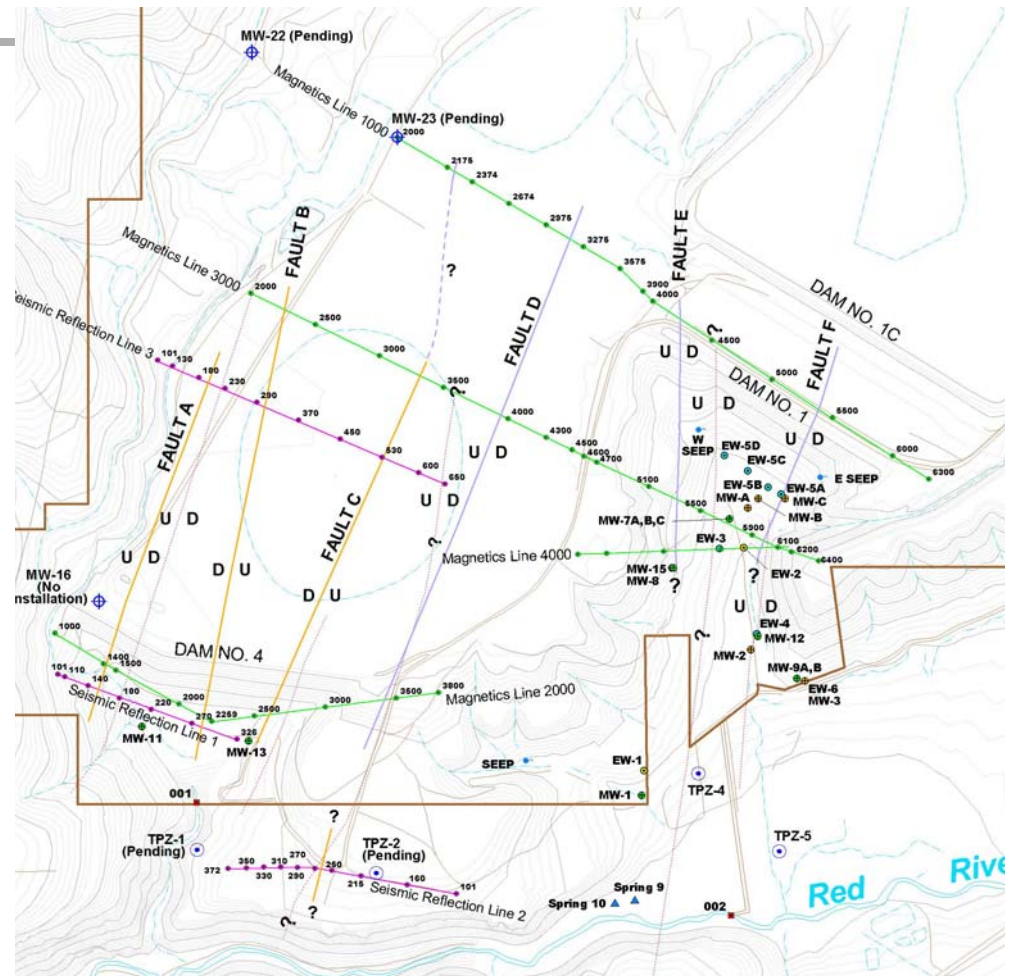 MW-22 (Pending)
Magnetics Line 1000
MW-23 (Pending)
2000
2175
2374
2674
2975
3275
3575
3900
4000
4500
5000
5500
6000
6300
FAULT B
FAULT E
?
DAM NO. 1C
Magnetics Line 3000
2000
2500
3000
3500
4000
4300
4500
4600
4700
5100
5500
5900
6100
6200
6400
?
FAULT D
?
U D
DAM NO. 1
FAULT F
U D
U D
Seismic Reflection Line 3
101
130
180
230
290
370
450
530
600
650
FAULT A
U D
U D
W
SEEP
EW-5D
EW-5C
EW-5B
EW-5A
E SEEP
MW-A
MW-C
MW-B
MW-7A,B,C
FAULT C
U D
U D
D U
D U
?
Magnetics Line 4000
EW-3
EW-2
MW-15
MW-8
?
?
U D
MW-16
(No
nstallation)
1000
1400
1500
2000
2259
2500
3000
3500
3800
Magnetics Line 2000
DAM NO. 4
101
110
140
180
220
270
326
Seismic Reflection Line 1
MW-11
MW-13
?
EW-4
MW-12
MW-2
MW-9A,B
EW-6
MW-3
SEEP
EW-1
MW-1
TPZ-4
001
TPZ-1
(Pending)
?
TPZ-2
(Pending)
TPZ-5
372
350
330
310
290
270
250
215
160
101
Seismic Reflection Line 2
?
?
Spring 9
Spring 10
002
Red Rive